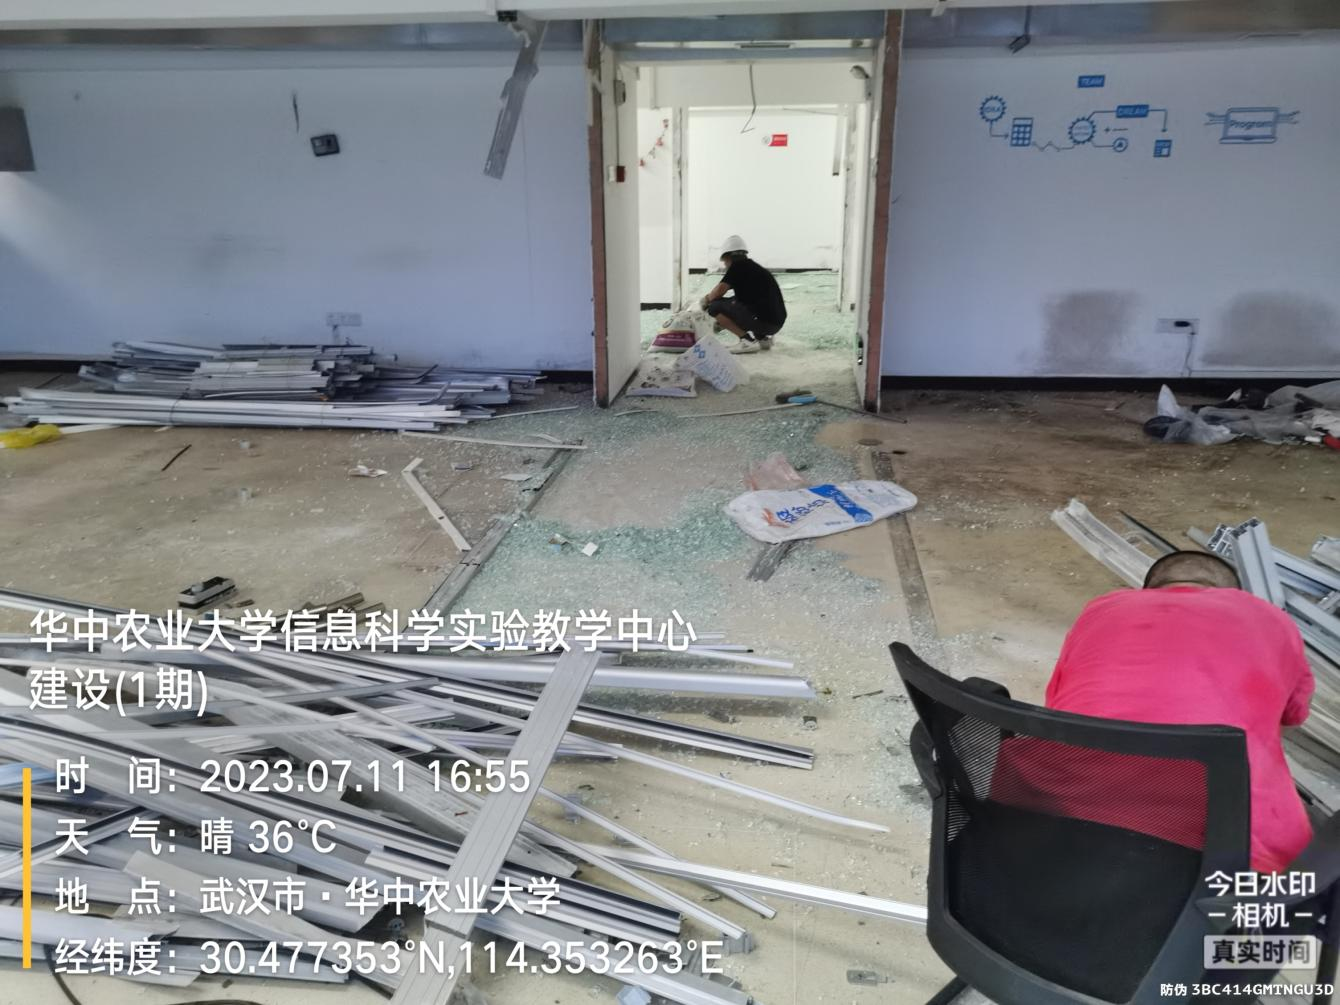 TEAM
IDEA
DREAM
Program
华中农业大学信息科学实验教学中心
建设(1期)
时 间：2023.07.11 16:55
天 气：晴 36℃
地 点：武汉市·华中农业大学
经纬度：30.477353°N,114.353263°E
今日水印
-相机-
真实时间
防伪 3BC414GMTNGU3D